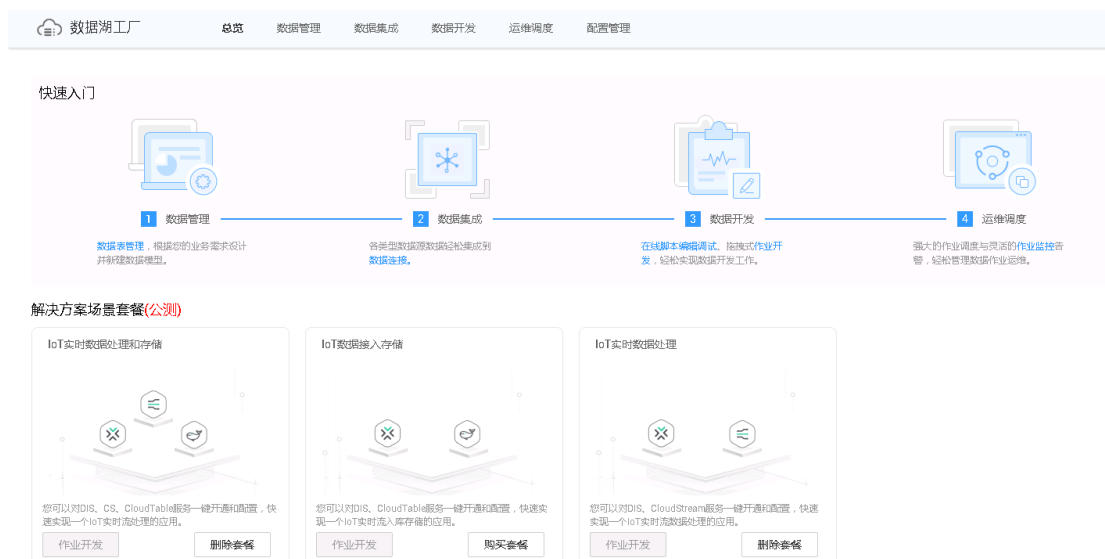 数据湖工厂 总览 数据管理 数据集成 数据开发 运维调度 配置管理
快速入门
1 数据管理 2 数据集成 3 数据开发 4 运维调度
数据表管理，根据您的业务需求设计
并新建数据模型。
各类型数据源数据轻松集成到
数据连接。
在线脚本编辑调试、拖拽式作业开
发，轻松实现数据开发工作。
强大的作业调度与灵活的作业监控告
警，轻松管理数据作业运维。
解决方案场景套餐(公测)
IoT实时数据处理和存储
您可以对DIS、CS、CloudTable服务一键开通和配置，快
速实现一个IoT实时流处理的应用。
作业开发 删除套餐
IoT数据接入存储
您可以对DIS、CloudTable服务一键开通和配置，快速实
现一个IoT实时流入库存储的应用。
作业开发 购买套餐
IoT实时数据处理
您可以对DIS、CloudStream服务一键开通和配置，快速
实现一个IoT实时流数据处理的应用。
作业开发 删除套餐